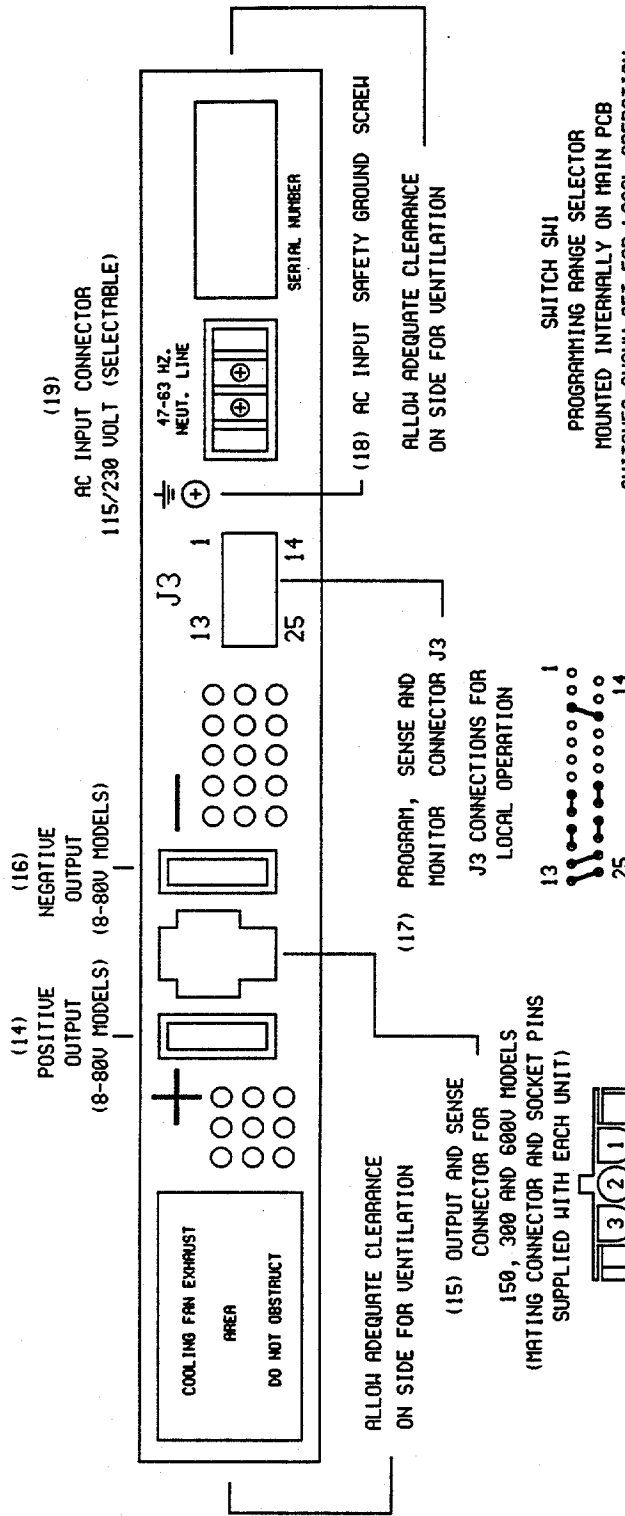 (14)
POSITIVE
OUTPUT
(8-80V MODELS)
(16)
NEGATIVE
OUTPUT
(8-80V MODELS)
(19)
AC INPUT CONNECTOR
115/230 VOLT (SELECTABLE)
COOLING FAN EXHAUST
AREA
DO NOT OBSTRUCT
+
−
J3
13 1
25 14
47-63 HZ.
NEUT. LINE
SERIAL NUMBER
ALLOW ADEQUATE CLEARANCE
ON SIDE FOR VENTILATION
(15) OUTPUT AND SENSE
CONNECTOR FOR
150, 300 AND 600V MODELS
(MATING CONNECTOR AND SOCKET PINS
SUPPLIED WITH EACH UNIT)
3 2 1
(17) PROGRAM, SENSE AND
MONITOR CONNECTOR J3
J3 CONNECTIONS FOR
LOCAL OPERATION
13 1
25 14
(18) AC INPUT SAFETY GROUND SCREW
ALLOW ADEQUATE CLEARANCE
ON SIDE FOR VENTILATION
SWITCH SW1
PROGRAMMING RANGE SELECTOR
MOUNTED INTERNALLY ON MAIN PCB